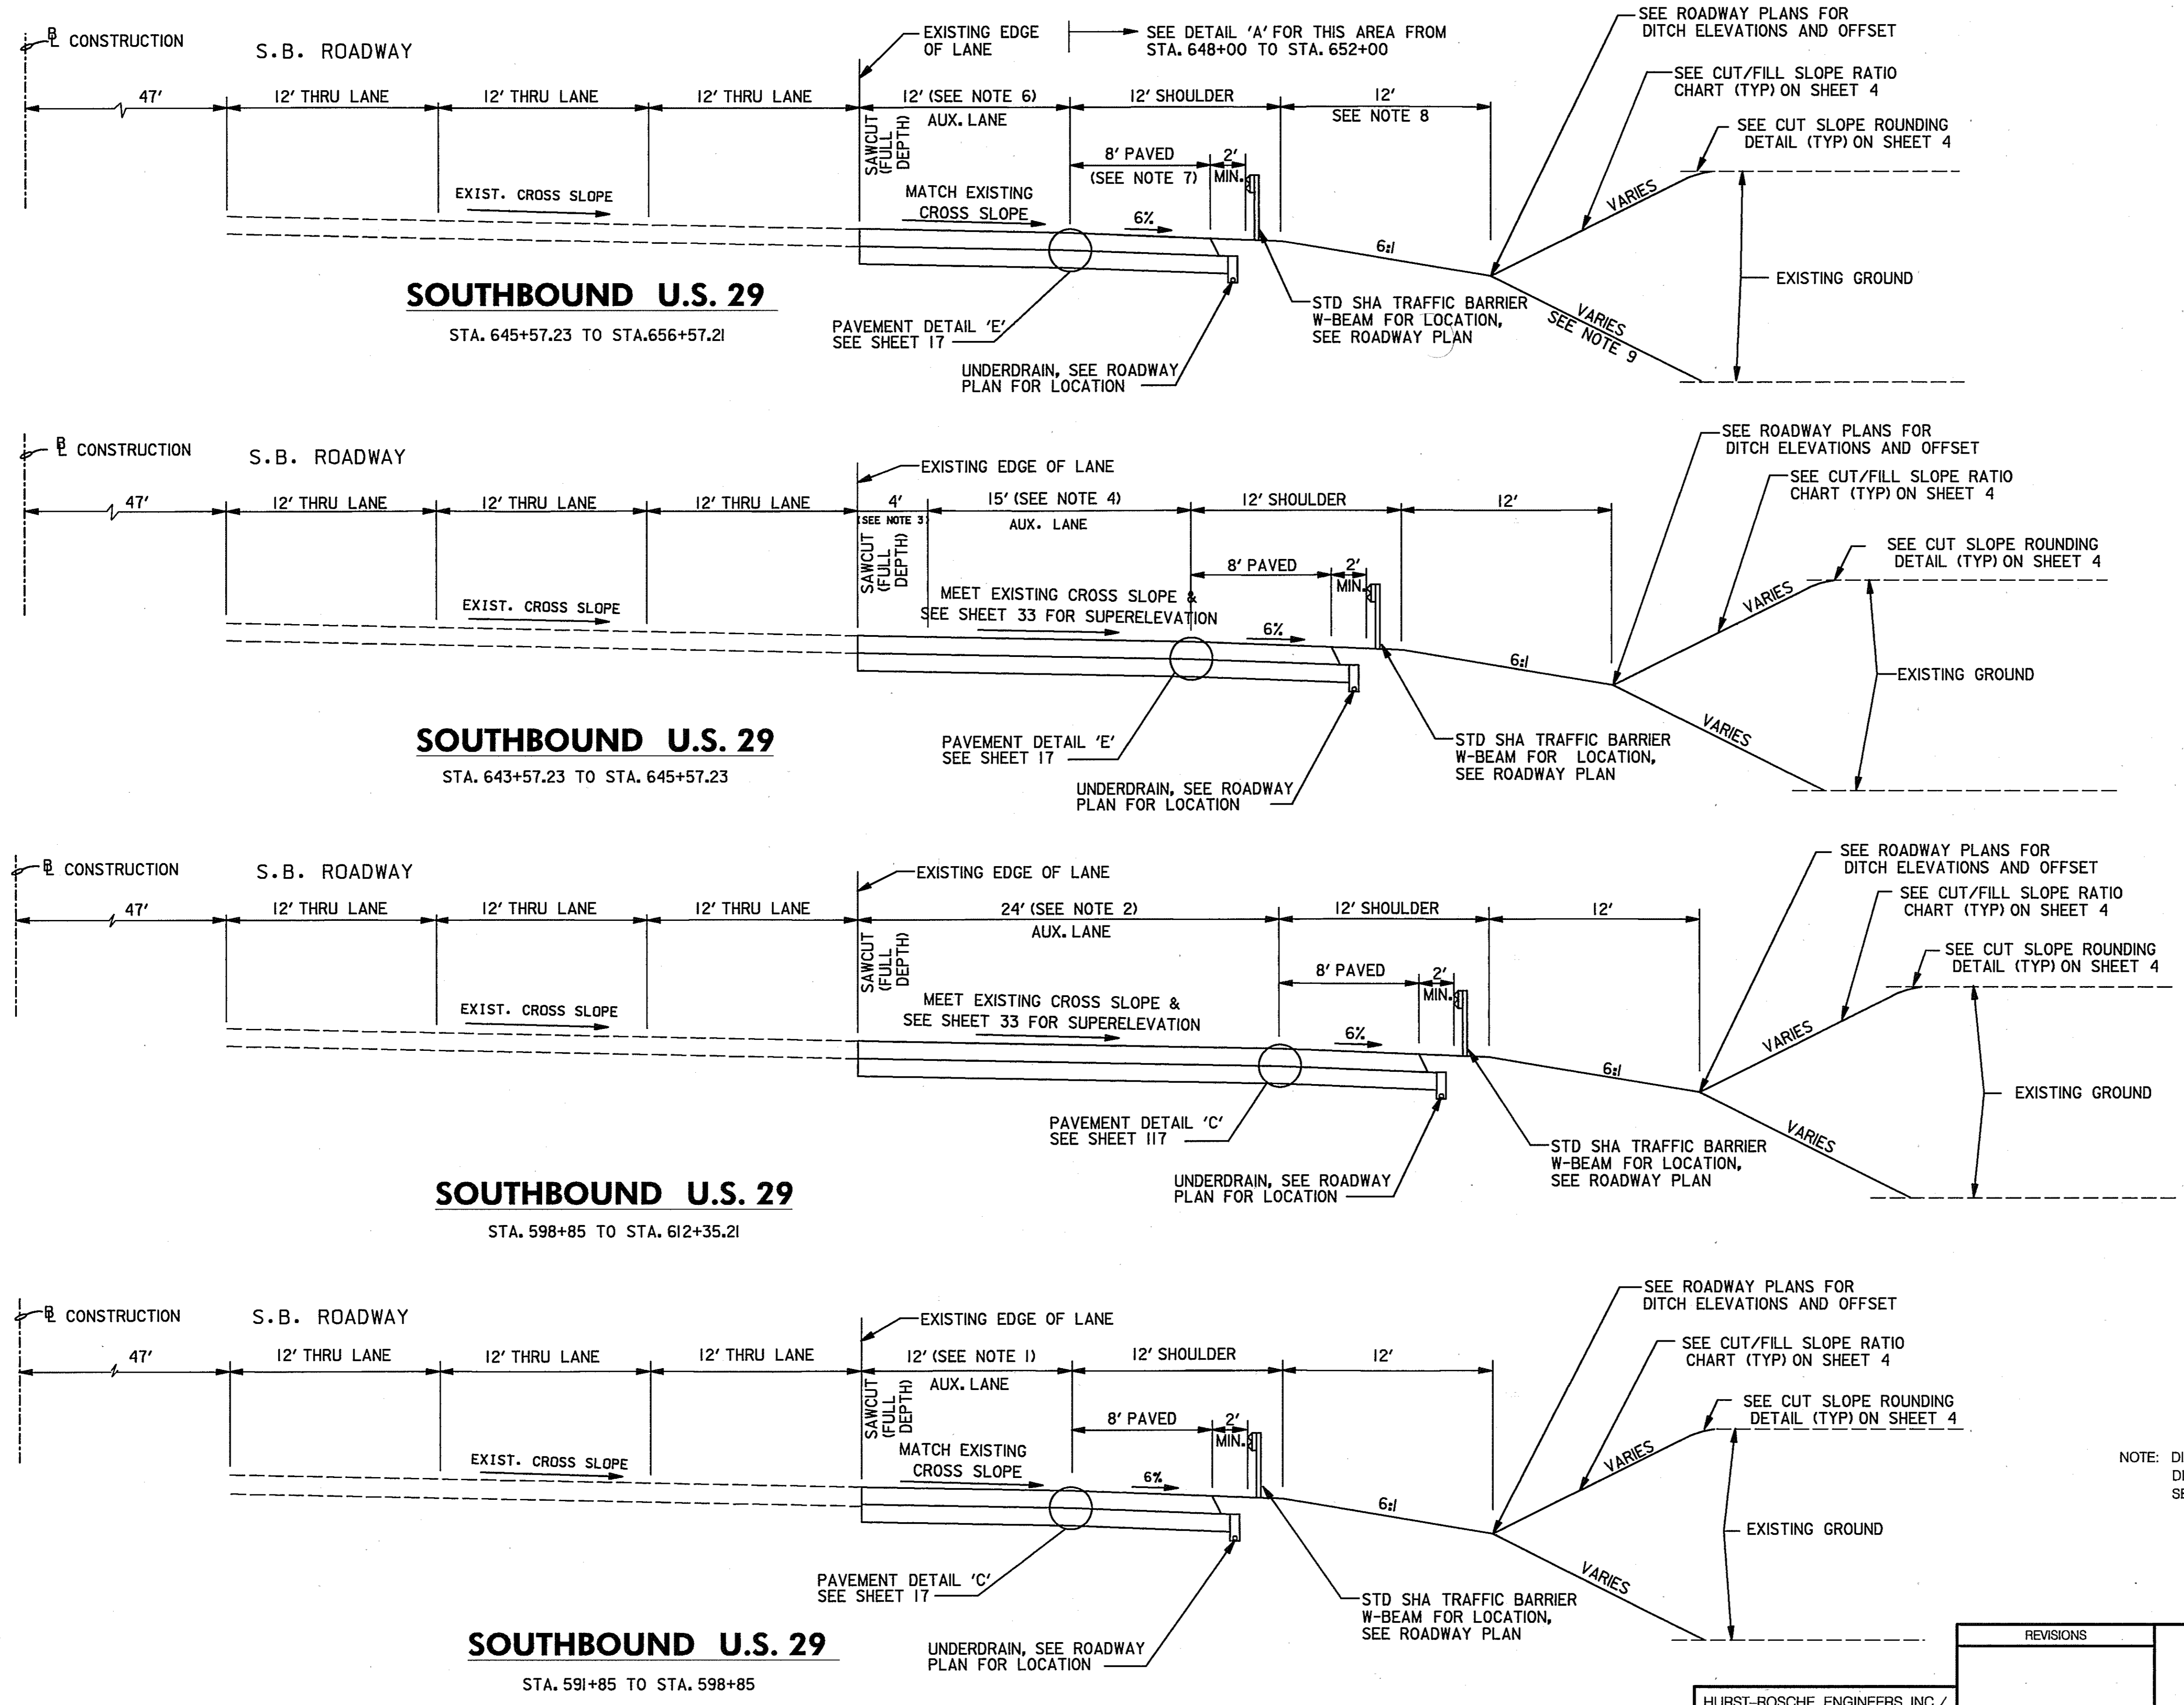 ℄ CONSTRUCTION
S.B. ROADWAY
EXISTING EDGE
OF LANE
SEE DETAIL 'A' FOR THIS AREA FROM
STA. 648+00 TO STA. 652+00
SEE ROADWAY PLANS FOR
DITCH ELEVATIONS AND OFFSET
SEE CUT/FILL SLOPE RATIO
CHART (TYP) ON SHEET 4
SEE CUT SLOPE ROUNDING
DETAIL (TYP) ON SHEET 4
47'
12' THRU LANE
12' THRU LANE
12' THRU LANE
12' (SEE NOTE 6)
AUX. LANE
12' SHOULDER
12'
SEE NOTE 8
SAWCUT
(FULL
DEPTH)
8' PAVED
(SEE NOTE 7)
2'
MIN.
EXIST. CROSS SLOPE
MATCH EXISTING
CROSS SLOPE
6%
6:1
VARIES
EXISTING GROUND
VARIES
SEE NOTE 9
SOUTHBOUND U.S. 29
STA. 645+57.23 TO STA. 656+57.21
PAVEMENT DETAIL 'E'
SEE SHEET 17
UNDERDRAIN, SEE ROADWAY
PLAN FOR LOCATION
STD SHA TRAFFIC BARRIER
W-BEAM FOR LOCATION,
SEE ROADWAY PLAN
℄ CONSTRUCTION
S.B. ROADWAY
EXISTING EDGE OF LANE
SEE ROADWAY PLANS FOR
DITCH ELEVATIONS AND OFFSET
SEE CUT/FILL SLOPE RATIO
CHART (TYP) ON SHEET 4
SEE CUT SLOPE ROUNDING
DETAIL (TYP) ON SHEET 4
47'
12' THRU LANE
12' THRU LANE
12' THRU LANE
4'
(SEE NOTE 3)
15' (SEE NOTE 4)
AUX. LANE
12' SHOULDER
12'
SAWCUT
(FULL
DEPTH)
8' PAVED
2'
MIN.
EXIST. CROSS SLOPE
MEET EXISTING CROSS SLOPE &
SEE SHEET 33 FOR SUPERELEVATION
6%
6:1
VARIES
EXISTING GROUND
VARIES
SOUTHBOUND U.S. 29
STA. 643+57.23 TO STA. 645+57.23
PAVEMENT DETAIL 'E'
SEE SHEET 17
UNDERDRAIN, SEE ROADWAY
PLAN FOR LOCATION
STD SHA TRAFFIC BARRIER
W-BEAM FOR LOCATION,
SEE ROADWAY PLAN
℄ CONSTRUCTION
S.B. ROADWAY
EXISTING EDGE OF LANE
SEE ROADWAY PLANS FOR
DITCH ELEVATIONS AND OFFSET
SEE CUT/FILL SLOPE RATIO
CHART (TYP) ON SHEET 4
SEE CUT SLOPE ROUNDING
DETAIL (TYP) ON SHEET 4
47'
12' THRU LANE
12' THRU LANE
12' THRU LANE
24' (SEE NOTE 2)
AUX. LANE
12' SHOULDER
12'
SAWCUT
(FULL
DEPTH)
8' PAVED
2'
MIN.
EXIST. CROSS SLOPE
MEET EXISTING CROSS SLOPE &
SEE SHEET 33 FOR SUPERELEVATION
6%
6:1
VARIES
EXISTING GROUND
VARIES
SOUTHBOUND U.S. 29
STA. 598+85 TO STA. 612+35.21
PAVEMENT DETAIL 'C'
SEE SHEET 117
UNDERDRAIN, SEE ROADWAY
PLAN FOR LOCATION
STD SHA TRAFFIC BARRIER
W-BEAM FOR LOCATION,
SEE ROADWAY PLAN
℄ CONSTRUCTION
S.B. ROADWAY
EXISTING EDGE OF LANE
SEE ROADWAY PLANS FOR
DITCH ELEVATIONS AND OFFSET
SEE CUT/FILL SLOPE RATIO
CHART (TYP) ON SHEET 4
SEE CUT SLOPE ROUNDING
DETAIL (TYP) ON SHEET 4
47'
12' THRU LANE
12' THRU LANE
12' THRU LANE
12' (SEE NOTE 1)
AUX. LANE
12' SHOULDER
12'
SAWCUT
(FULL
DEPTH)
8' PAVED
2'
MIN.
EXIST. CROSS SLOPE
MATCH EXISTING
CROSS SLOPE
6%
6:1
VARIES
EXISTING GROUND
VARIES
SOUTHBOUND U.S. 29
STA. 591+85 TO STA. 598+85
PAVEMENT DETAIL 'C'
SEE SHEET 17
UNDERDRAIN, SEE ROADWAY
PLAN FOR LOCATION
STD SHA TRAFFIC BARRIER
W-BEAM FOR LOCATION,
SEE ROADWAY PLAN
NOTE:
REVISIONS
HURST-ROSCHE ENGINEERS INC./